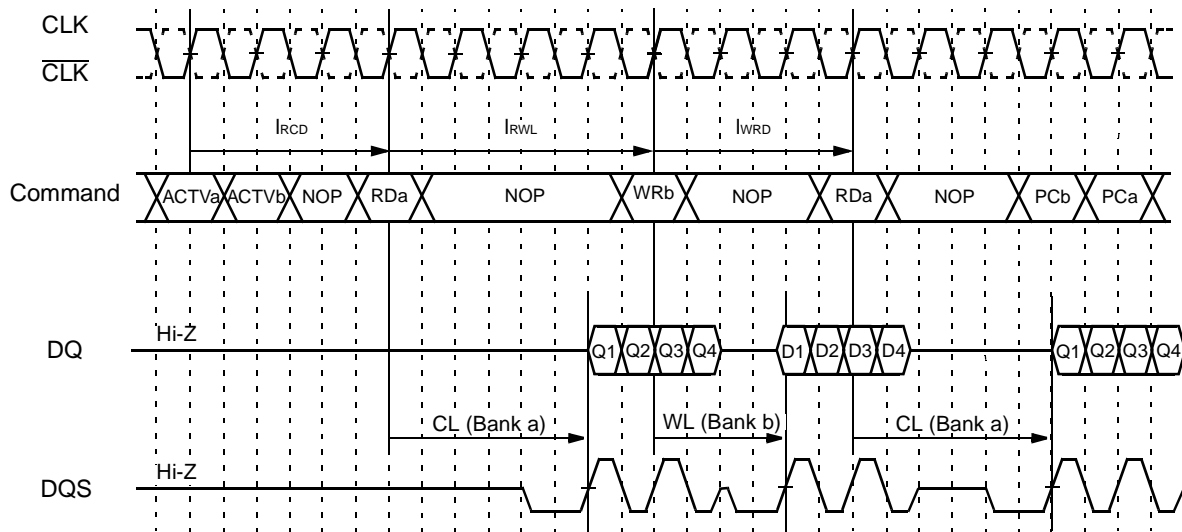 CLK
CLK
IRCD IRWL IWRD
Command ACTVa ACTVb NOP RDa NOP WRb NOP RDa NOP PCb PCa
Hi-Z
DQ Q1 Q2 Q3 Q4 D1 D2 D3 D4 Q1 Q2 Q3 Q4
CL (Bank a) WL (Bank b) CL (Bank a)
Hi-Z
DQS